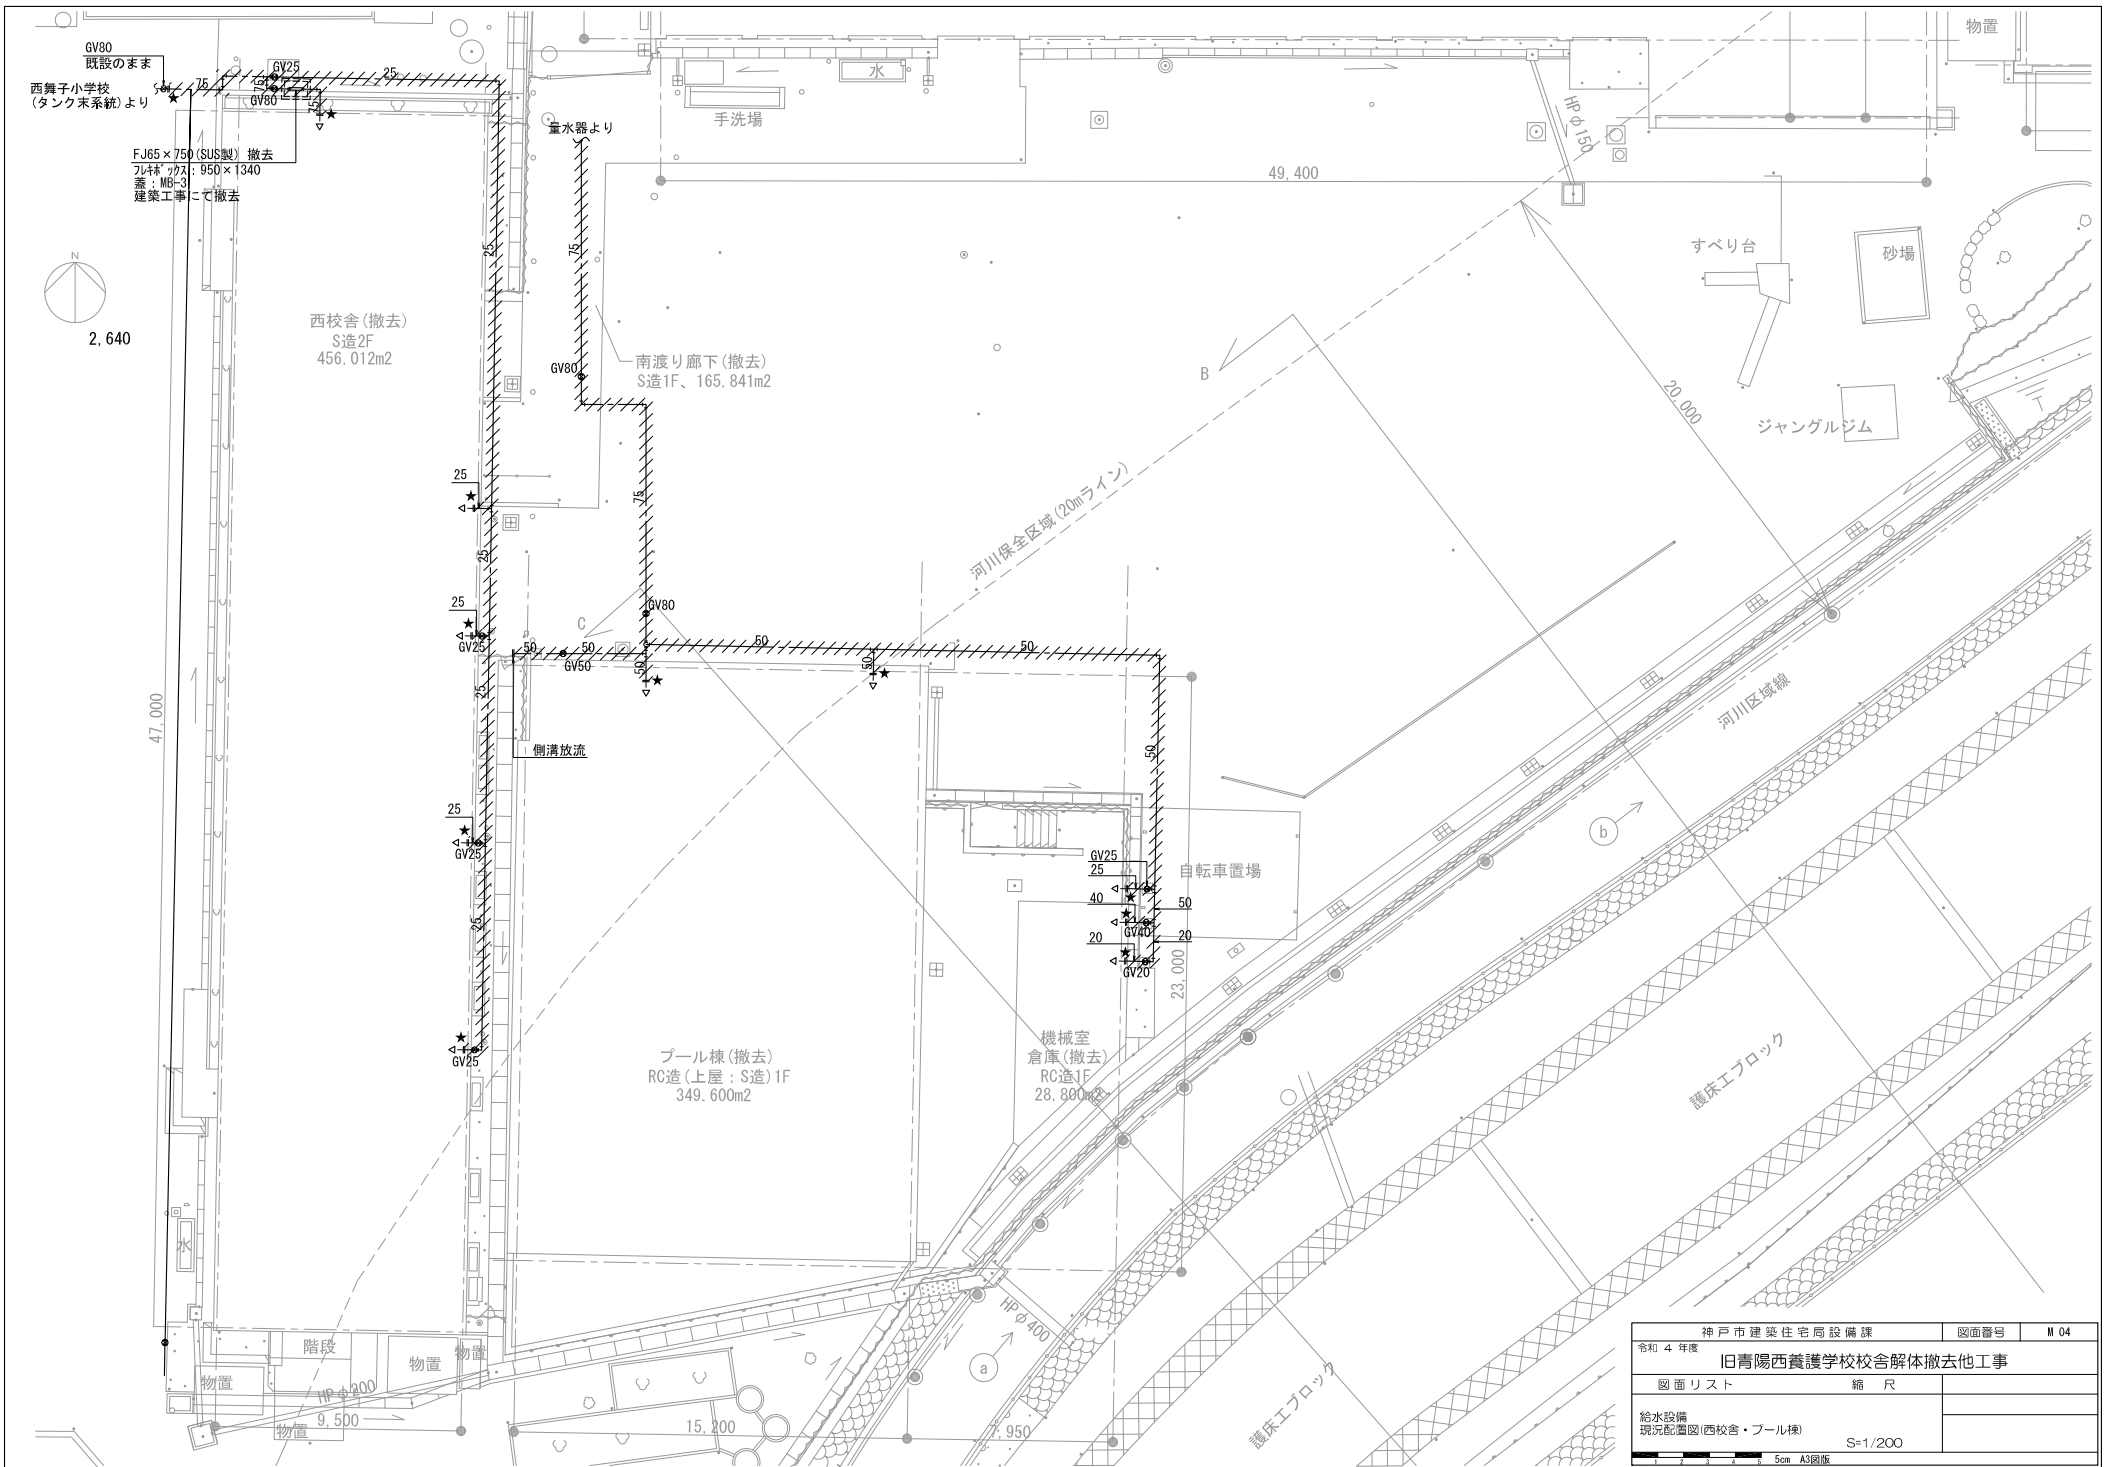 GV80
既設のまま
西舞子小学校
(タンク末系統)より
75
GV25
25
75
GV80
75
FJ65×750(SUS製) 撤去
フレキボックス:950×1340
蓋:MB-3
建築工事にて撤去
量水器より
水
手洗場
49,400
HPφ150
物置
N
2,640
西校舎(撤去)
S造2F
456.012m2
25
75
GV80
南渡り廊下(撤去)
S造1F、165.841m2
B
すべり台
砂場
20,000
ジャングルジム
25
75
河川保全区域(20mライン)
25
25
GV25
C
GV80
50
50
GV50
50
50
50
50
25
側溝放流
50
47,000
河川区域線
25
GV25
25
b
GV25
25
40
GV40
20
GV20
50
20
自転車置場
23,000
GV25
プール棟(撤去)
RC造(上屋:S造)1F
349.600m2
機械室
倉庫(撤去)
RC造1F
28.800m2
護床工ブロック
水
階段
物置
物置
物置
物置
HPφ200
9,500
15,200
7,950
HPφ400
a
護床工ブロック
神戸市建築住宅局設備課
図面番号
M 04
令和 4 年度
旧青陽西養護学校校舎解体撤去他工事
図面リスト
縮 尺
給水設備
現況配置図(西校舎・プール棟)
S=1/200
1 2 3 4 5 5cm A3図版